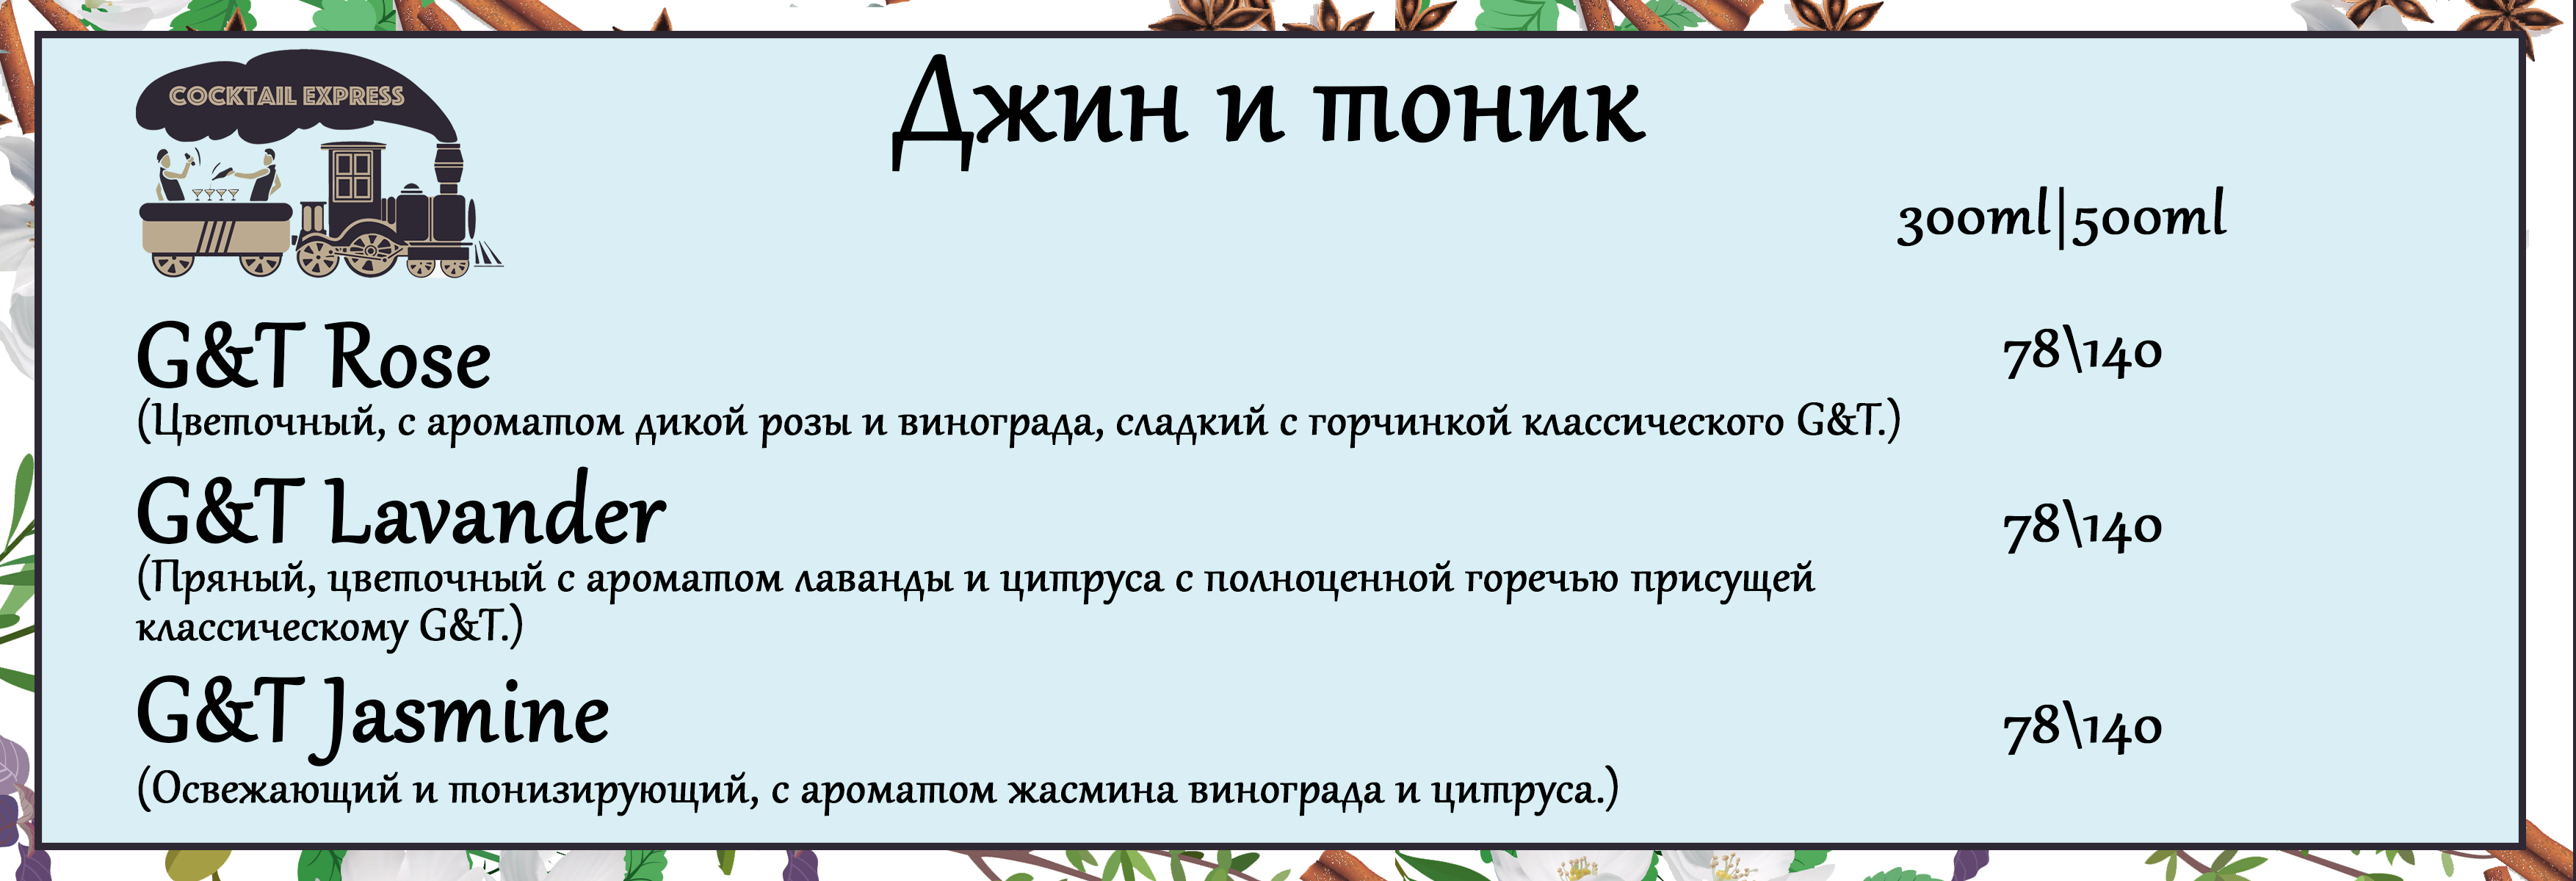 COCKTAIL EXPRESS
Джин и тоник
300ml|500ml
G&T Rose
78\140
(Цветочный, с ароматом дикой розы и винограда, сладкий с горчинкой классического G&T.)
G&T Lavander
78\140
(Пряный, цветочный с ароматом лаванды и цитруса с полноценной горечью присущей
классическому G&T.)
G&T Jasmine
78\140
(Освежающий и тонизирующий, с ароматом жасмина винограда и цитруса.)